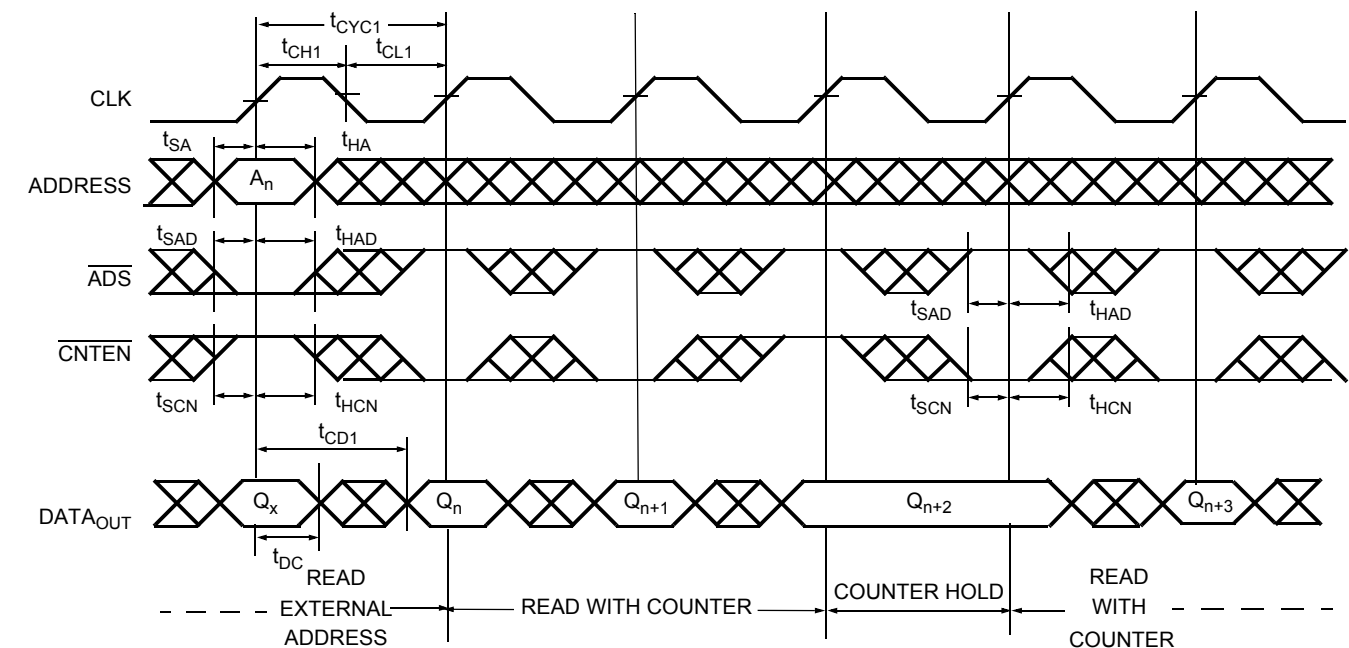 tCYC1
tCH1
tCL1
CLK
tSA
tHA
ADDRESS
An
tSAD
tHAD
ADS
tSAD
tHAD
CNTEN
tSCN
tHCN
tSCN
tHCN
tCD1
DATAOUT
Qx
Qn
Qn+1
Qn+2
Qn+3
tDC
READ
EXTERNAL
ADDRESS
READ WITH COUNTER
COUNTER HOLD
READ
WITH
COUNTER